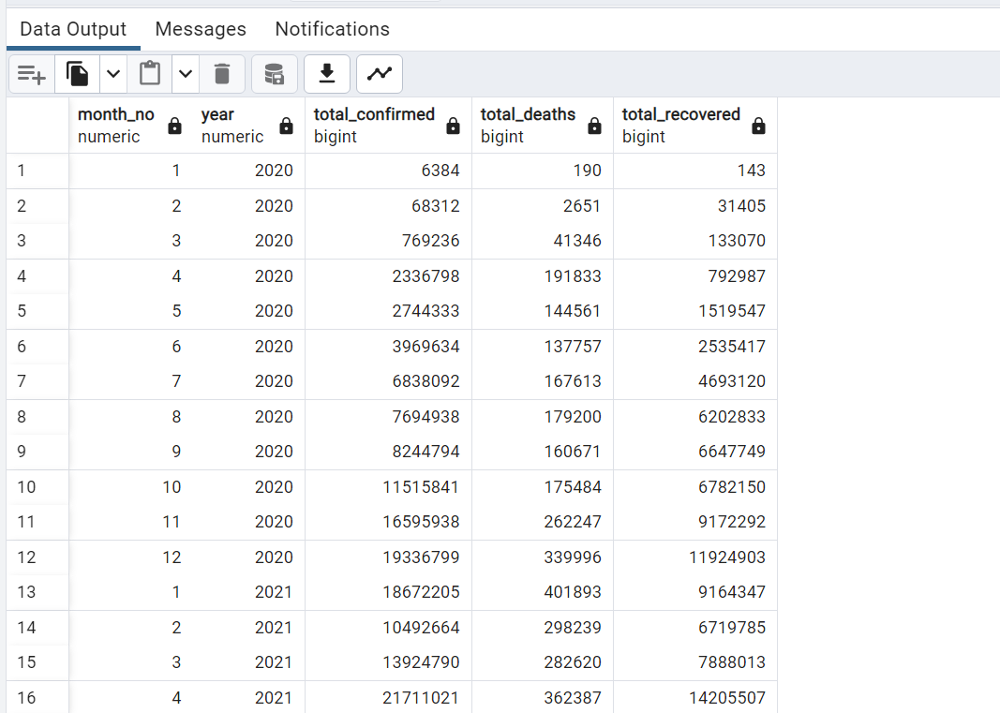 Data Output Messages Notifications
month_no year total_confirmed total_deaths total_recovered
numeric numeric bigint bigint bigint
1 1 2020 6384 190 143
2 2 2020 68312 2651 31405
3 3 2020 769236 41346 133070
4 4 2020 2336798 191833 792987
5 5 2020 2744333 144561 1519547
6 6 2020 3969634 137757 2535417
7 7 2020 6838092 167613 4693120
8 8 2020 7694938 179200 6202833
9 9 2020 8244794 160671 6647749
10 10 2020 11515841 175484 6782150
11 11 2020 16595938 262247 9172292
12 12 2020 19336799 339996 11924903
13 1 2021 18672205 401893 9164347
14 2 2021 10492664 298239 6719785
15 3 2021 13924790 282620 7888013
16 4 2021 21711021 362387 14205507